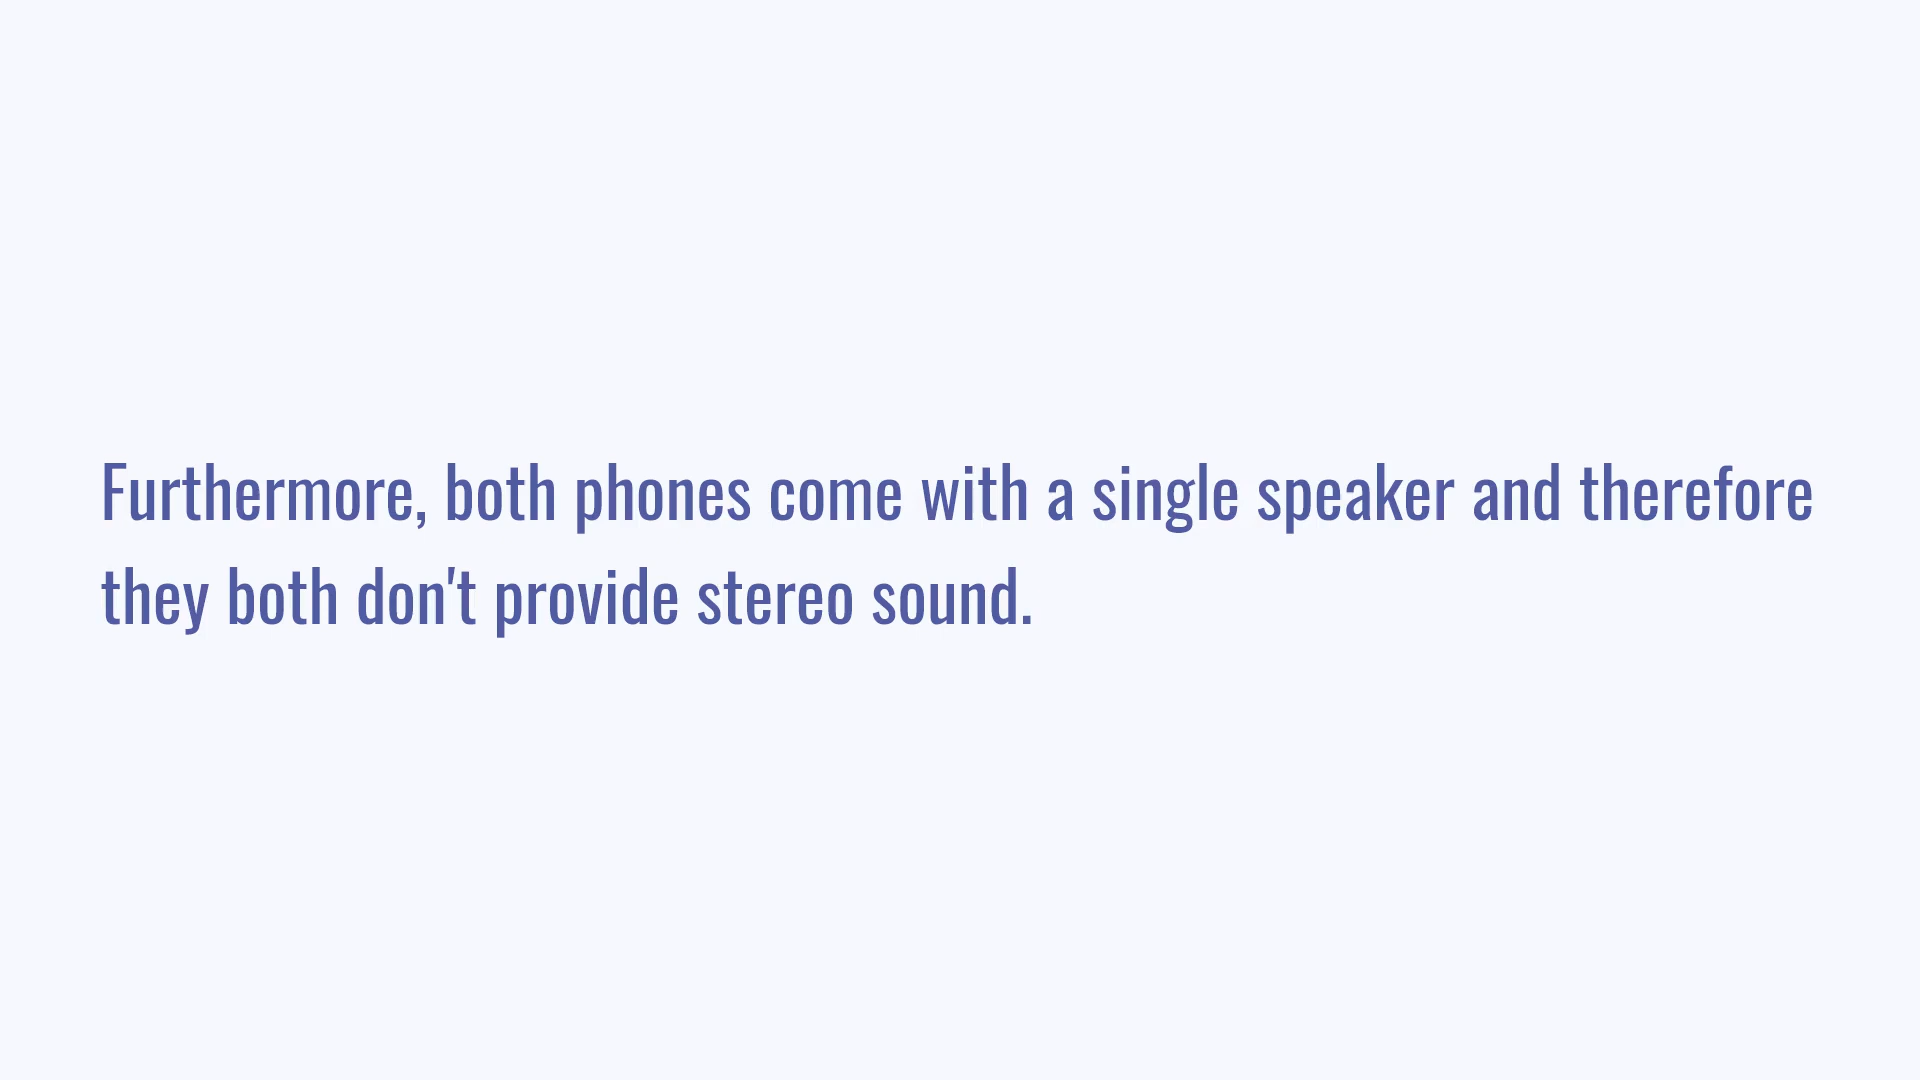 Furthermore, both phones come with a single speaker and therefore
they both don't provide stereo sound.